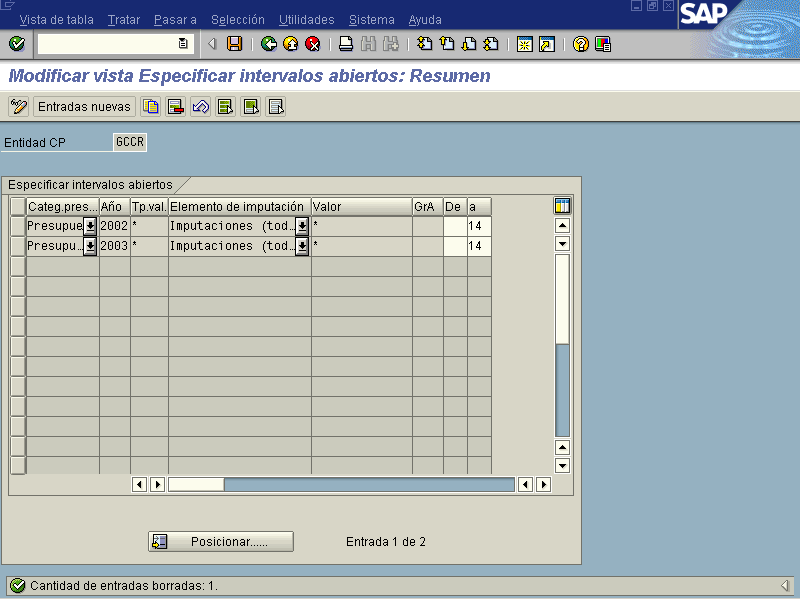 Vista de tabla Tratar Pasar a Selección Utilidades Sistema Ayuda
SAP
Modificar vista Especificar intervalos abiertos: Resumen
Entradas nuevas
Entidad CP GCCR
Especificar intervalos abiertos
Categ.pres... Año Tp.val. Elemento de imputación Valor GrA De a
Presupue 2002 * Imputaciones (tod… * 14
Presupu… 2003 * Imputaciones (tod… * 14
Posicionar...... Entrada 1 de 2
Cantidad de entradas borradas: 1.